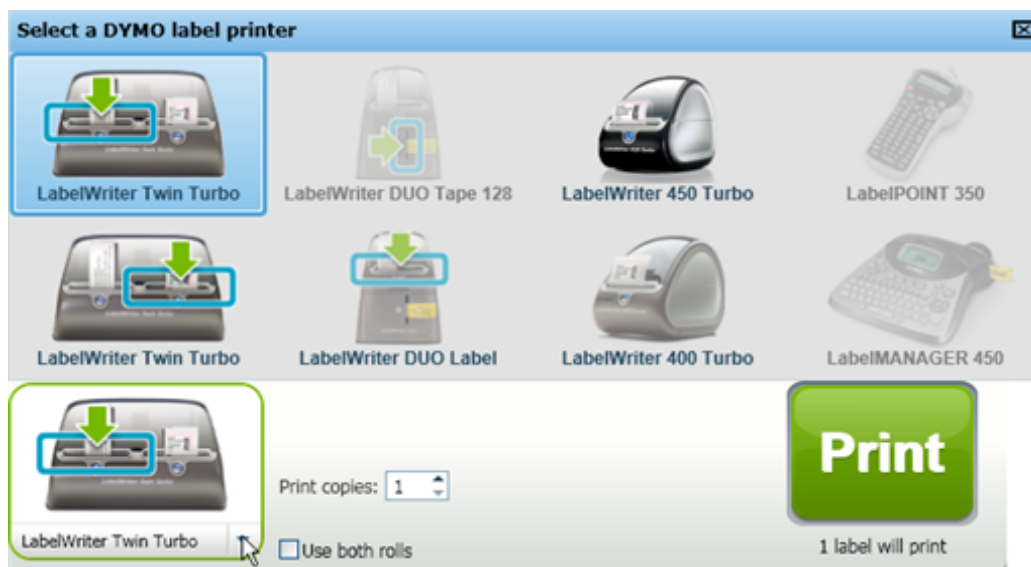 Select a DYMO label printer
LabelWriter Twin Turbo
LabelWriter DUO Tape 128
LabelWriter 450 Turbo
LabelPOINT 350
LabelWriter Twin Turbo
LabelWriter DUO Label
LabelWriter 400 Turbo
LabelMANAGER 450
Print copies: 1
Print
LabelWriter Twin Turbo
Use both rolls
1 label will print